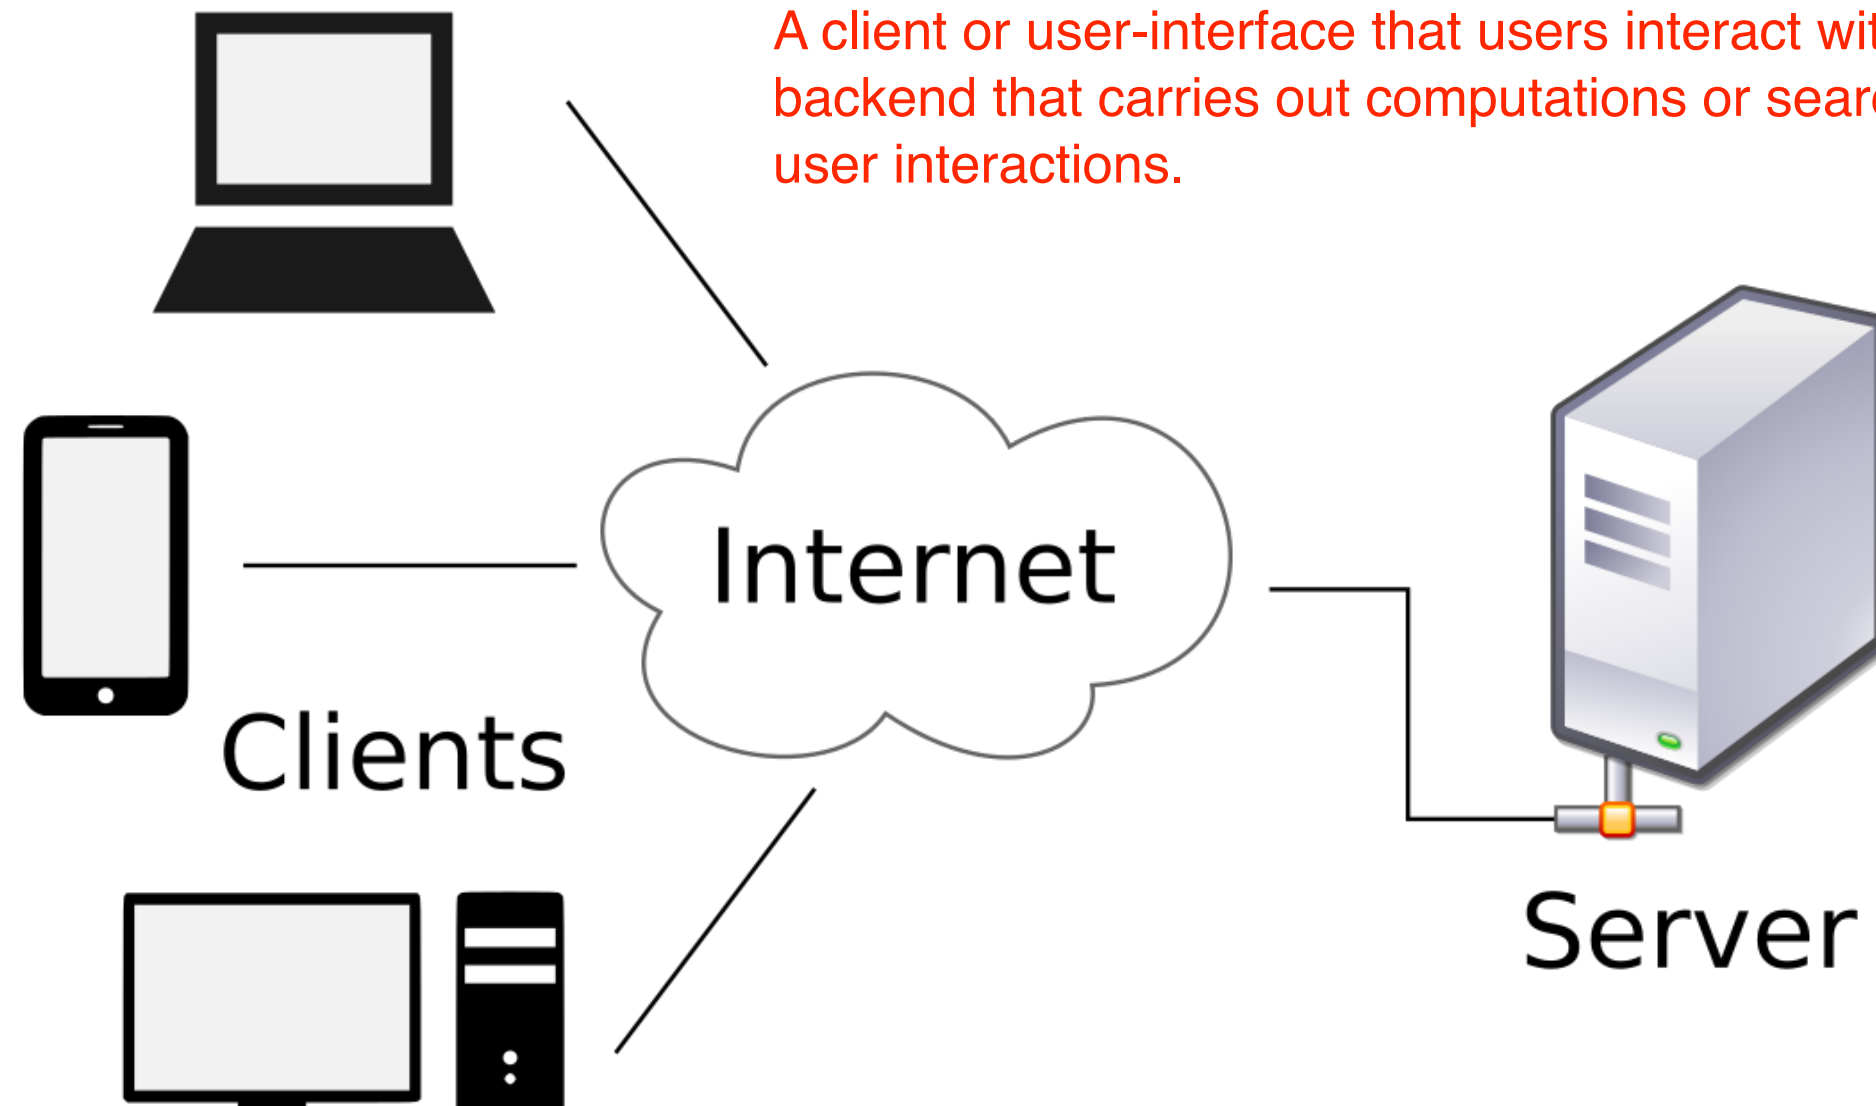 A client or user-interface that users interact
backend that carries out computations or
user interactions.
Internet
Clients
Server